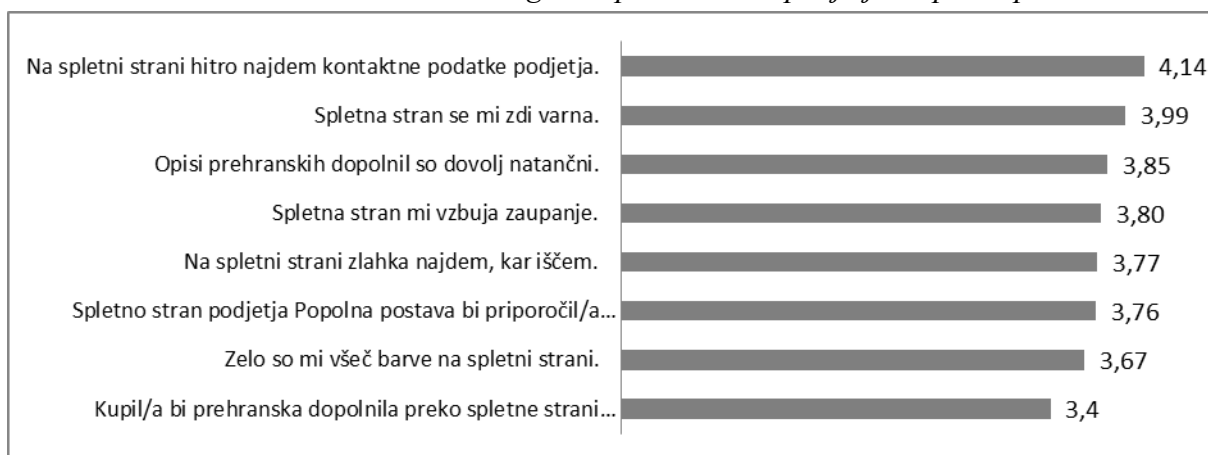 Na spletni strani hitro najdem kontaktne podatke podjetja. 4,14
Spletna stran se mi zdi varna. 3,99
Opisi prehranskih dopolnil so dovolj natančni. 3,85
Spletna stran mi vzbuja zaupanje. 3,80
Na spletni strani zlahka najdem, kar iščem. 3,77
Spletno stran podjetja Popolna postava bi priporočil/a... 3,76
Zelo so mi všeč barve na spletni strani. 3,67
Kupil/a bi prehranska dopolnila preko spletne strani... 3,4